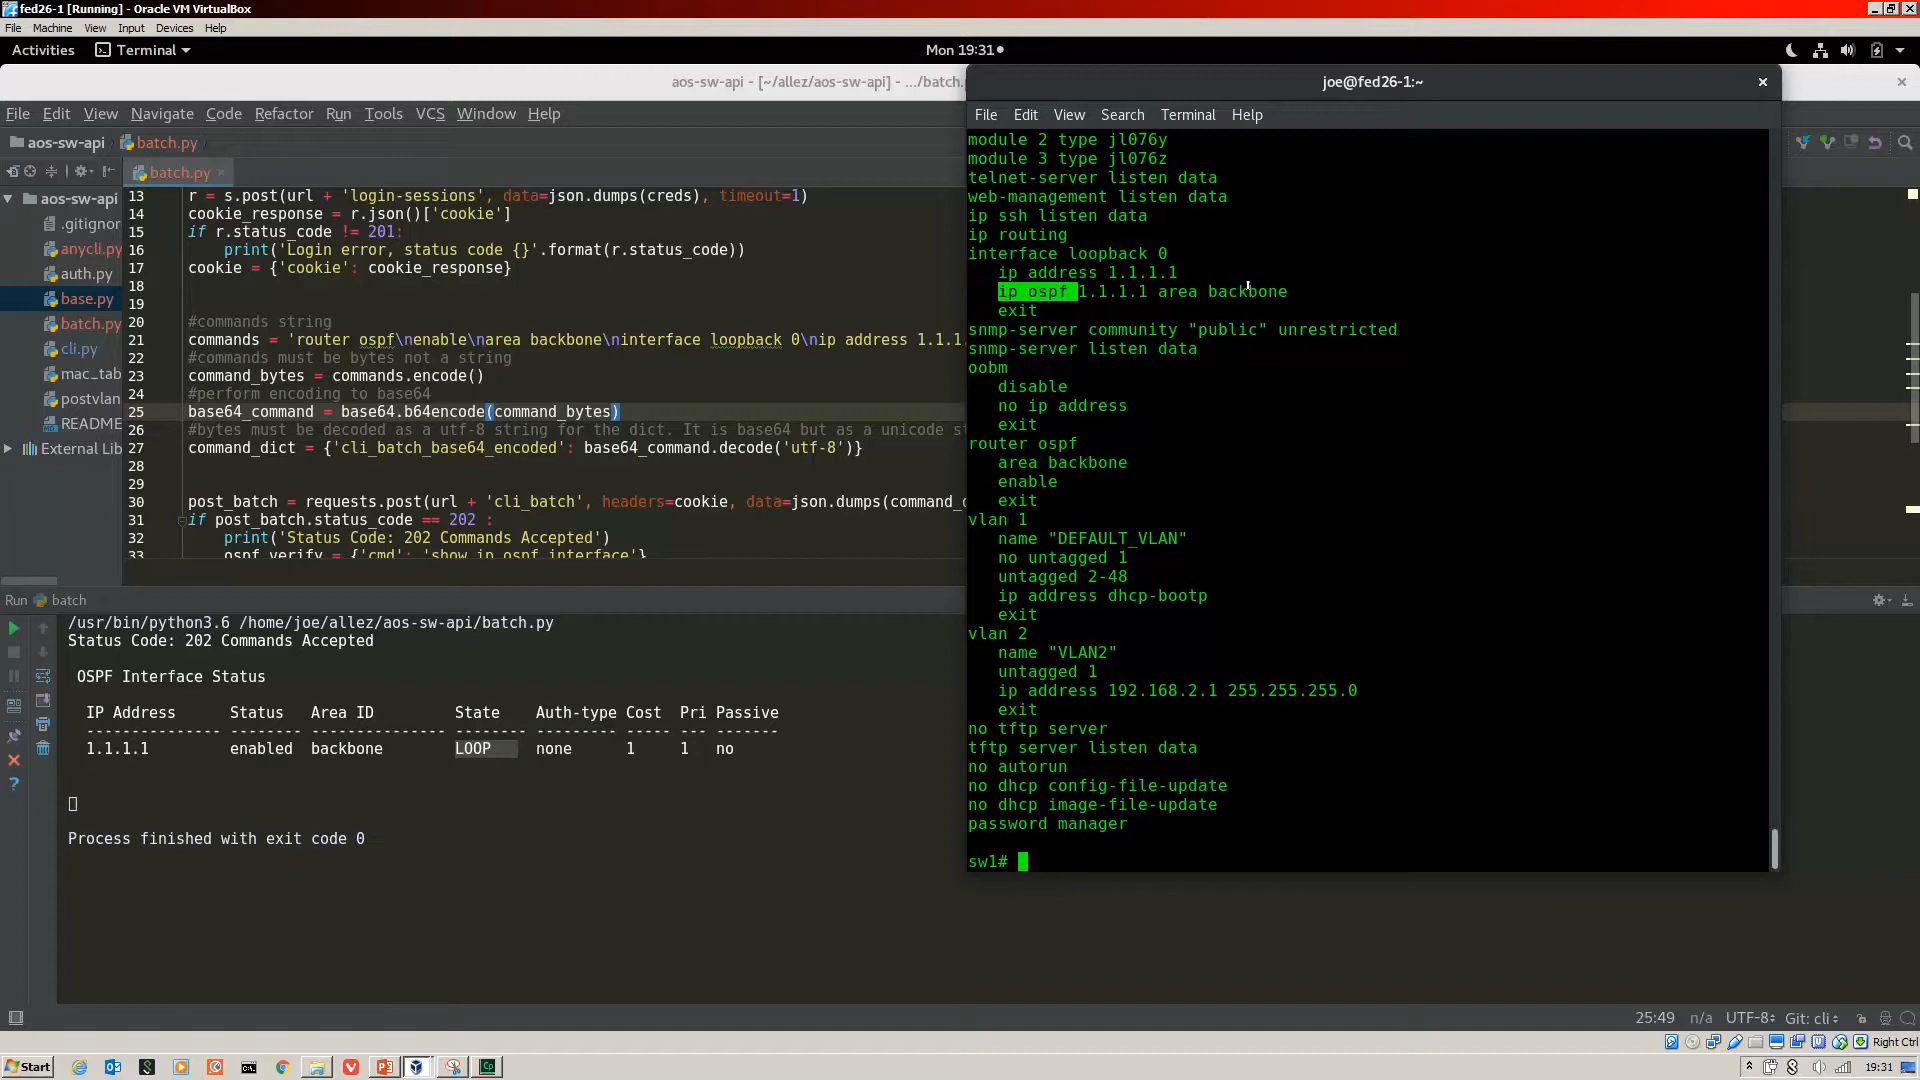 fed26-1 [Running] - Oracle VM VirtualBox
File Machine View Input Devices Help
Activities Terminal Mon 19:31
aos-sw-api - [~/allez/aos-sw-api] - .../batch.
File Edit View Navigate Code Refactor Run Tools VCS Window Help
aos-sw-api batch.py
batch.py
aos-sw-api
.gitignor
anycli.py
auth.py
base.py
batch.py
cli.py
mac_tab
postvlan
README
External Lib
13 r = s.post(url + 'login-sessions', data=json.dumps(creds), timeout=1)
14 cookie_response = r.json()['cookie']
15 if r.status_code != 201:
16 print('Login error, status code {}'.format(r.status_code))
17 cookie = {'cookie': cookie_response}
18
19
20 #commands string
21 commands = 'router ospf\nenable\narea backbone\ninterface loopback 0\nip address 1.1.1.
22 #commands must be bytes not a string
23 command_bytes = commands.encode()
24 #perform encoding to base64
25 base64_command = base64.b64encode(command_bytes)
26 #bytes must be decoded as a utf-8 string for the dict. It is base64 but as a unicode s
27 command_dict = {'cli_batch_base64_encoded': base64_command.decode('utf-8')}
28
29
30 post_batch = requests.post(url + 'cli_batch', headers=cookie, data=json.dumps(command_
31 if post_batch.status_code == 202 :
32 print('Status Code: 202 Commands Accepted')
33 ospf_verify = {'cmd': 'show ip ospf interface'}
Run batch
/usr/bin/python3.6 /home/joe/allez/aos-sw-api/batch.py
Status Code: 202 Commands Accepted
OSPF Interface Status
IP Address Status Area ID State Auth-type Cost Pri Passive
--------------- -------- --------------- -------- --------- ----- --- -------
1.1.1.1 enabled backbone LOOP none 1 1 no
Process finished with exit code 0
joe@fed26-1:~
File Edit View Search Terminal Help
module 2 type jl076y
module 3 type jl076z
telnet-server listen data
web-management listen data
ip ssh listen data
ip routing
interface loopback 0
ip address 1.1.1.1
ip ospf 1.1.1.1 area backbone
exit
snmp-server community "public" unrestricted
snmp-server listen data
oobm
disable
no ip address
exit
router ospf
area backbone
enable
exit
vlan 1
name "DEFAULT_VLAN"
no untagged 1
untagged 2-48
ip address dhcp-bootp
exit
vlan 2
name "VLAN2"
untagged 1
ip address 192.168.2.1 255.255.255.0
exit
no tftp server
tftp server listen data
no autorun
no dhcp config-file-update
no dhcp image-file-update
password manager
sw1#
25:49 n/a UTF-8 Git: cli
Right Ctrl
Start
19:31